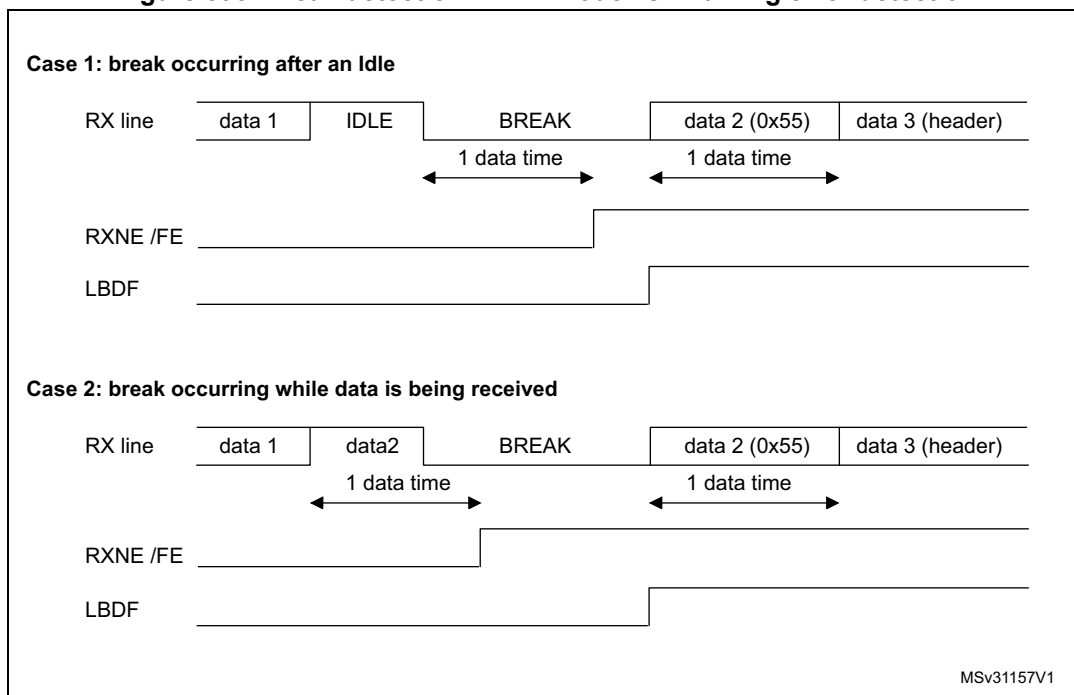 Case 1: break occurring after an Idle
RX line data 1 IDLE BREAK data 2 (0x55) data 3 (header)
1 data time 1 data time
RXNE /FE
LBDF
Case 2: break occurring while data is being received
RX line data 1 data2 BREAK data 2 (0x55) data 3 (header)
1 data time 1 data time
RXNE /FE
LBDF
MSv31157V1